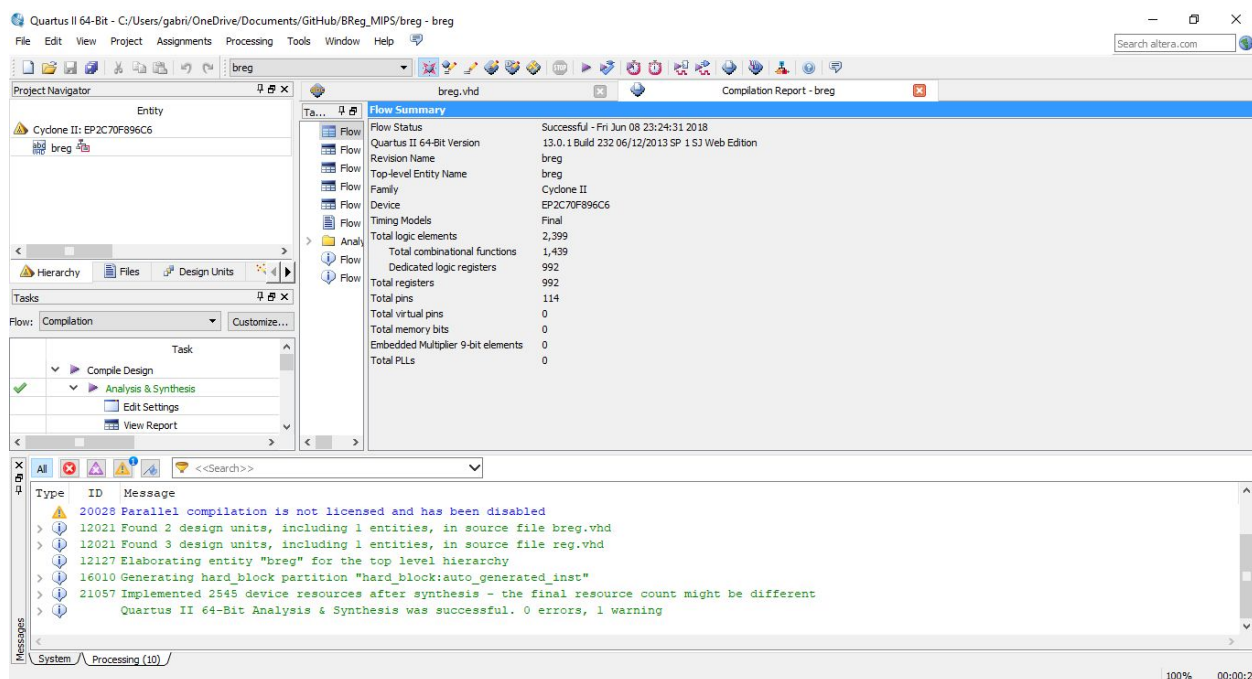 Quartus II 64-Bit - C:/Users/gabri/OneDrive/Documents/GitHub/BReg_MIPS/breg - breg
File Edit View Project Assignments Processing Tools Window Help
Search altera.com
breg
Project Navigator
Entity
Cyclone II: EP2C70F896C6
breg
Hierarchy Files Design Units
Tasks
Flow: Compilation Customize...
Task
Compile Design
Analysis & Synthesis
Edit Settings
View Report
breg.vhd Compilation Report - breg
Ta...
Flow
Flow
Flow
Flow
Flow
Flow
Analy
Flow
Flow
Flow Summary
Flow Status Successful - Fri Jun 08 23:24:31 2018
Quartus II 64-Bit Version 13.0.1 Build 232 06/12/2013 SP 1 SJ Web Edition
Revision Name breg
Top-level Entity Name breg
Family Cyclone II
Device EP2C70F896C6
Timing Models Final
Total logic elements 2,399
Total combinational functions 1,439
Dedicated logic registers 992
Total registers 992
Total pins 114
Total virtual pins 0
Total memory bits 0
Embedded Multiplier 9-bit elements 0
Total PLLs 0
All <<Search>>
Type ID Message
20028 Parallel compilation is not licensed and has been disabled
12021 Found 2 design units, including 1 entities, in source file breg.vhd
12021 Found 3 design units, including 1 entities, in source file reg.vhd
12127 Elaborating entity "breg" for the top level hierarchy
16010 Generating hard_block partition "hard_block:auto_generated_inst"
21057 Implemented 2545 device resources after synthesis - the final resource count might be different
Quartus II 64-Bit Analysis & Synthesis was successful. 0 errors, 1 warning
Messages
System Processing (10)
100% 00:00:2